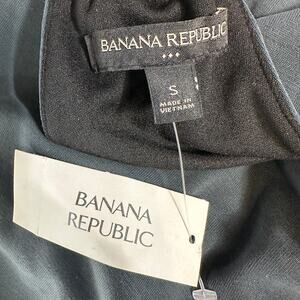 BANANA REPUBLIC
S
MADE IN
VIETNAM
BANANA
REPUBLIC